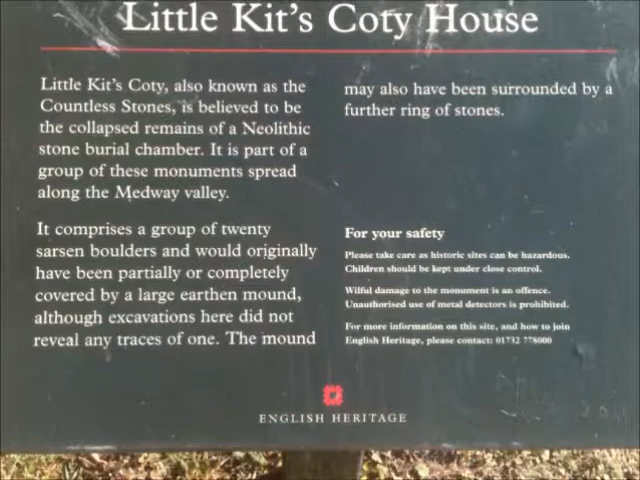 Little Kit's Coty House
Little Kit's Coty, also known as the
Countless Stones, is believed to be
the collapsed remains of a Neolithic
stone burial chamber. It is part of a
group of these monuments spread
along the Medway valley.
It comprises a group of twenty
sarsen boulders and would originally
have been partially or completely
covered by a large earthen mound,
although excavations here did not
reveal any traces of one. The mound
may also have been surrounded by a
further ring of stones.
For your safety
Please take care as historic sites can be hazardous.
Children should be kept under close control.
Wilful damage to the monument is an offence.
Unauthorised use of metal detectors is prohibited.
For more information on this site, and how to join
English Heritage, please contact: 01732 778000
ENGLISH HERITAGE